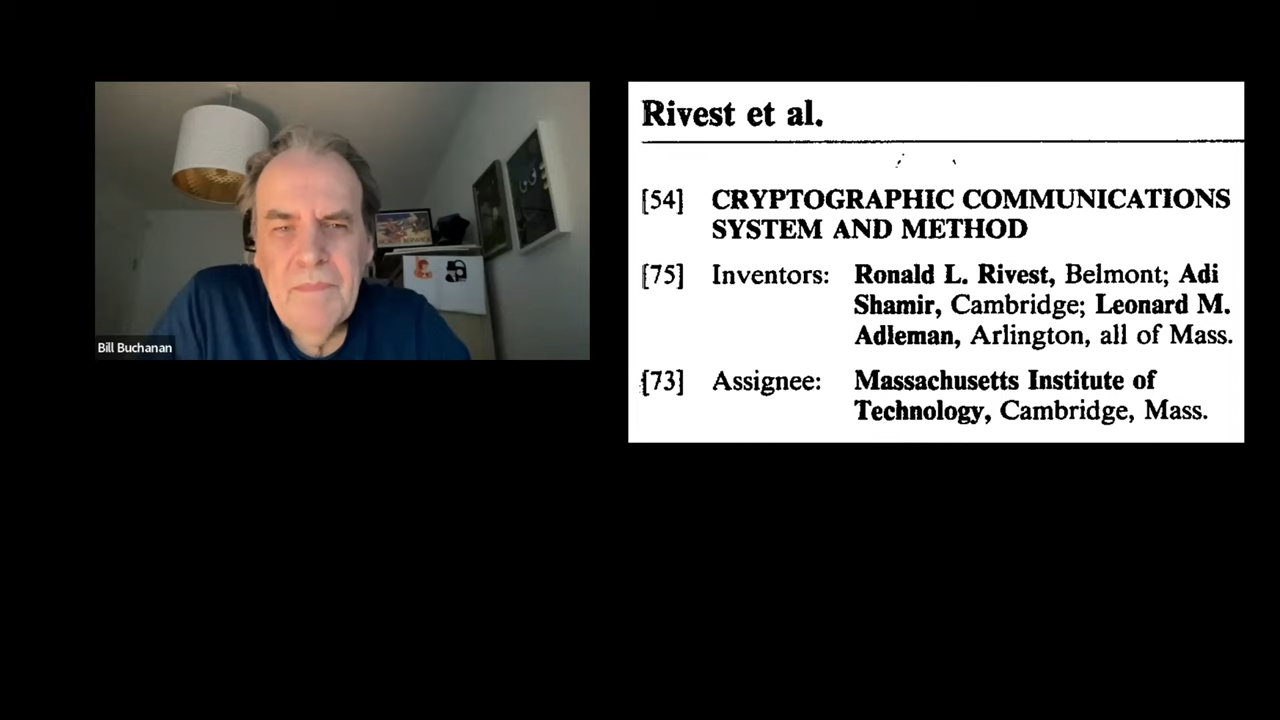 Bill Buchanan
Rivest et al.
[54] CRYPTOGRAPHIC COMMUNICATIONS
SYSTEM AND METHOD
[75] Inventors: Ronald L. Rivest, Belmont; Adi
Shamir, Cambridge; Leonard M.
Adleman, Arlington, all of Mass.
[73] Assignee: Massachusetts Institute of
Technology, Cambridge, Mass.